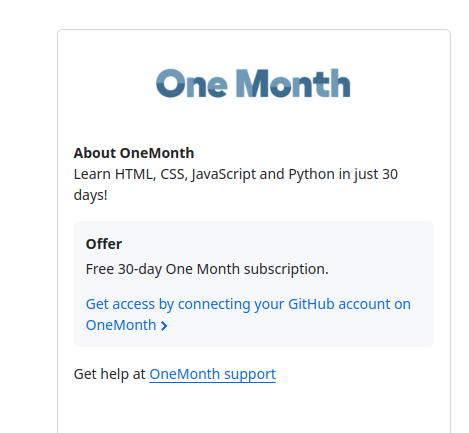 One Month
About OneMonth
Learn HTML, CSS, JavaScript and Python in just 30
days!
Offer
Free 30-day One Month subscription.
Get access by connecting your GitHub account on
OneMonth
Get help at OneMonth support